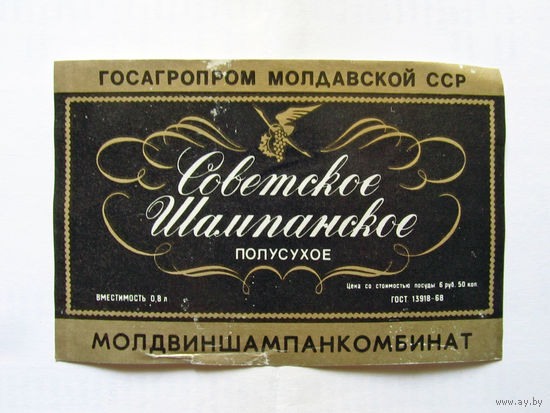 ГОСАГРОПРОМ МОЛДАВСКОЙ ССР
Советское
Шампанское
ПОЛУСУХОЕ
Цена со стоимостью посуды 6 руб. 50 коп.
ВМЕСТИМОСТЬ 0,8 л
ГОСТ 13918-68
МОЛДВИНШАМПАНКОМБИНАТ
www.ay.by